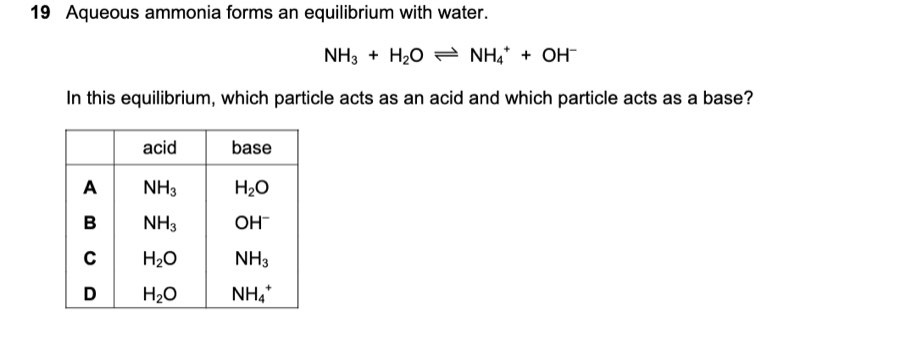 19 Aqueous ammonia forms an equilibrium with water.
NH₃ + H₂O ⇌ NH₄⁺ + OH⁻
In this equilibrium, which particle acts as an acid and which particle acts as a base?
acid base
A NH₃ H₂O
B NH₃ OH⁻
C H₂O NH₃
D H₂O NH₄⁺